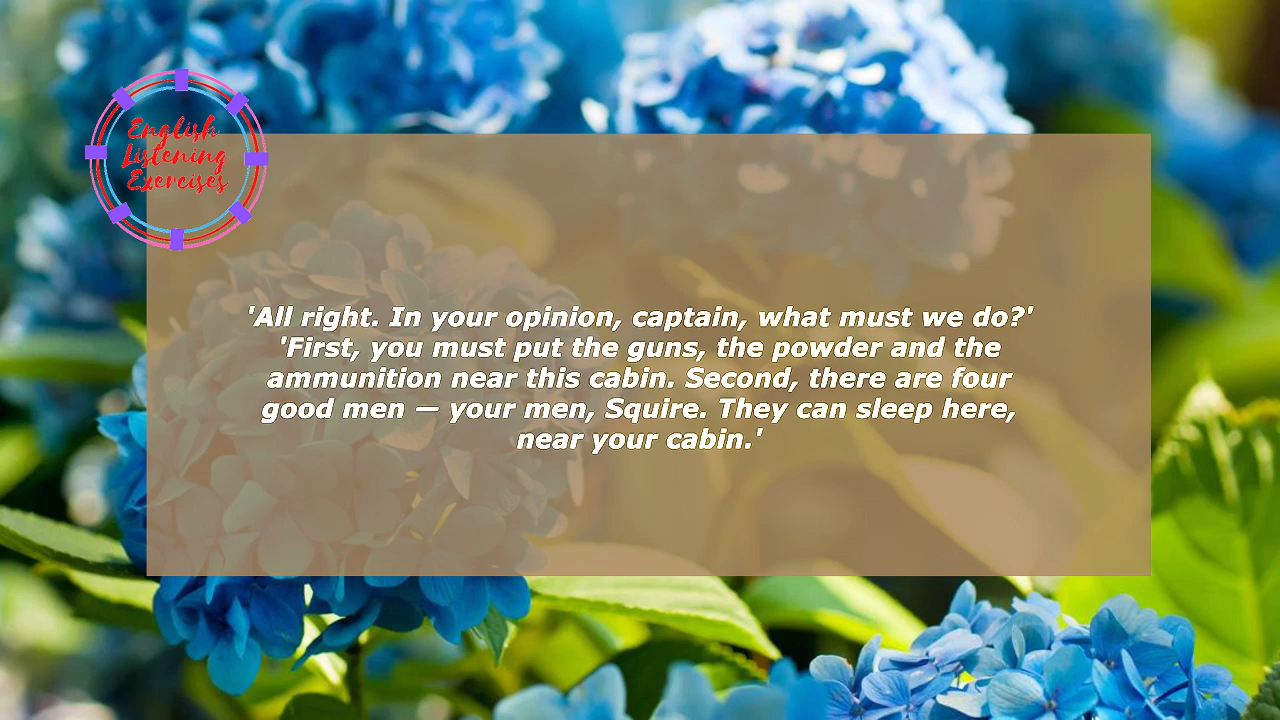 English
Listening
Exercises
'All right. In your opinion, captain, what must we do?'
'First, you must put the guns, the powder and the
ammunition near this cabin. Second, there are four
good men — your men, Squire. They can sleep here,
near your cabin.'